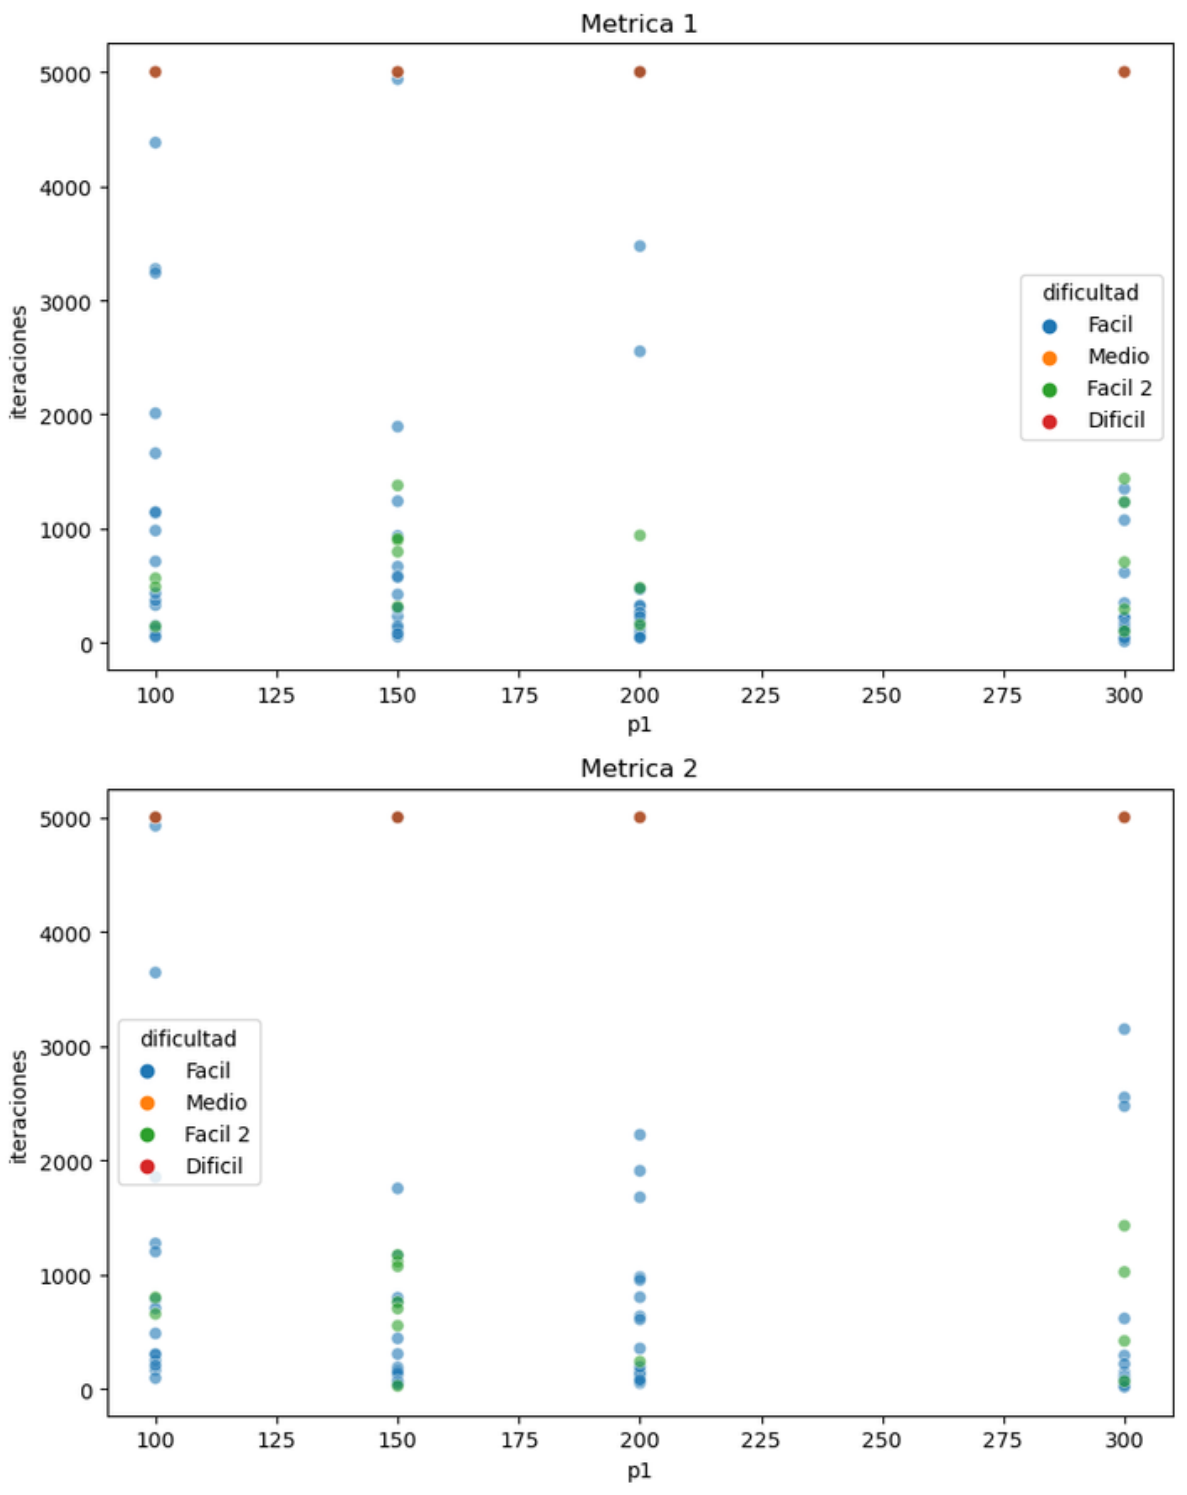 Metrica 1
5000
4000
3000
2000
1000
0
iteraciones
dificultad
Facil
Medio
Facil 2
Dificil
100 125 150 175 200 225 250 275 300
p1
Metrica 2
5000
4000
3000
2000
1000
0
iteraciones
dificultad
Facil
Medio
Facil 2
Dificil
100 125 150 175 200 225 250 275 300
p1